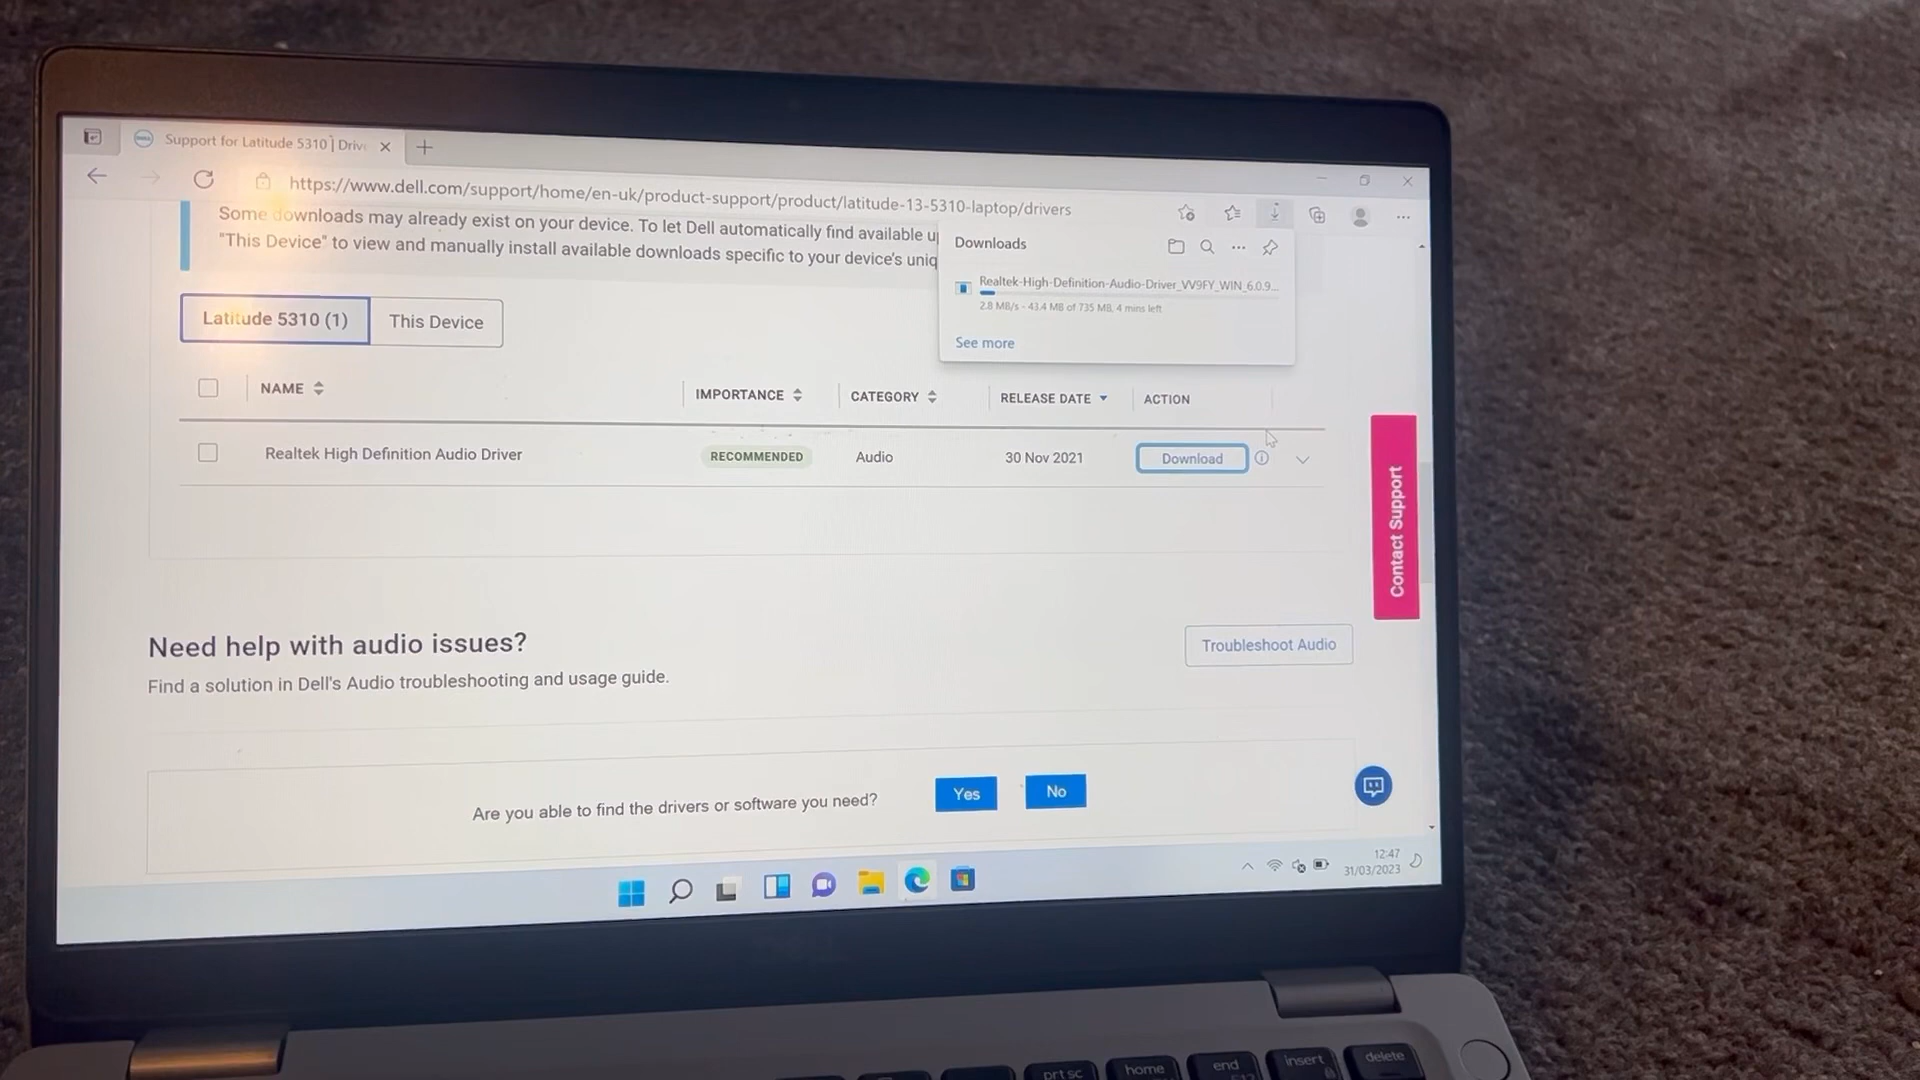 Support for Latitude 5310 | Drive
https://www.dell.com/support/home/en-uk/product-support/product/latitude-13-5310-laptop/drivers
Some downloads may already exist on your device. To let Dell automatically find available u
"This Device" to view and manually install available downloads specific to your device's uniq
Downloads
Realtek-High-Definition-Audio-Driver_VV9FY_WIN_6.0.9...
2.8 MB/s - 43.4 MB of 735 MB, 4 mins left
See more
Latitude 5310 (1)
This Device
NAME
IMPORTANCE
CATEGORY
RELEASE DATE
ACTION
Realtek High Definition Audio Driver
RECOMMENDED
Audio
30 Nov 2021
Download
Contact Support
Need help with audio issues?
Find a solution in Dell's Audio troubleshooting and usage guide.
Troubleshoot Audio
Are you able to find the drivers or software you need?
Yes
No
12:47
31/03/2023
prt sc
home
end
insert
delete